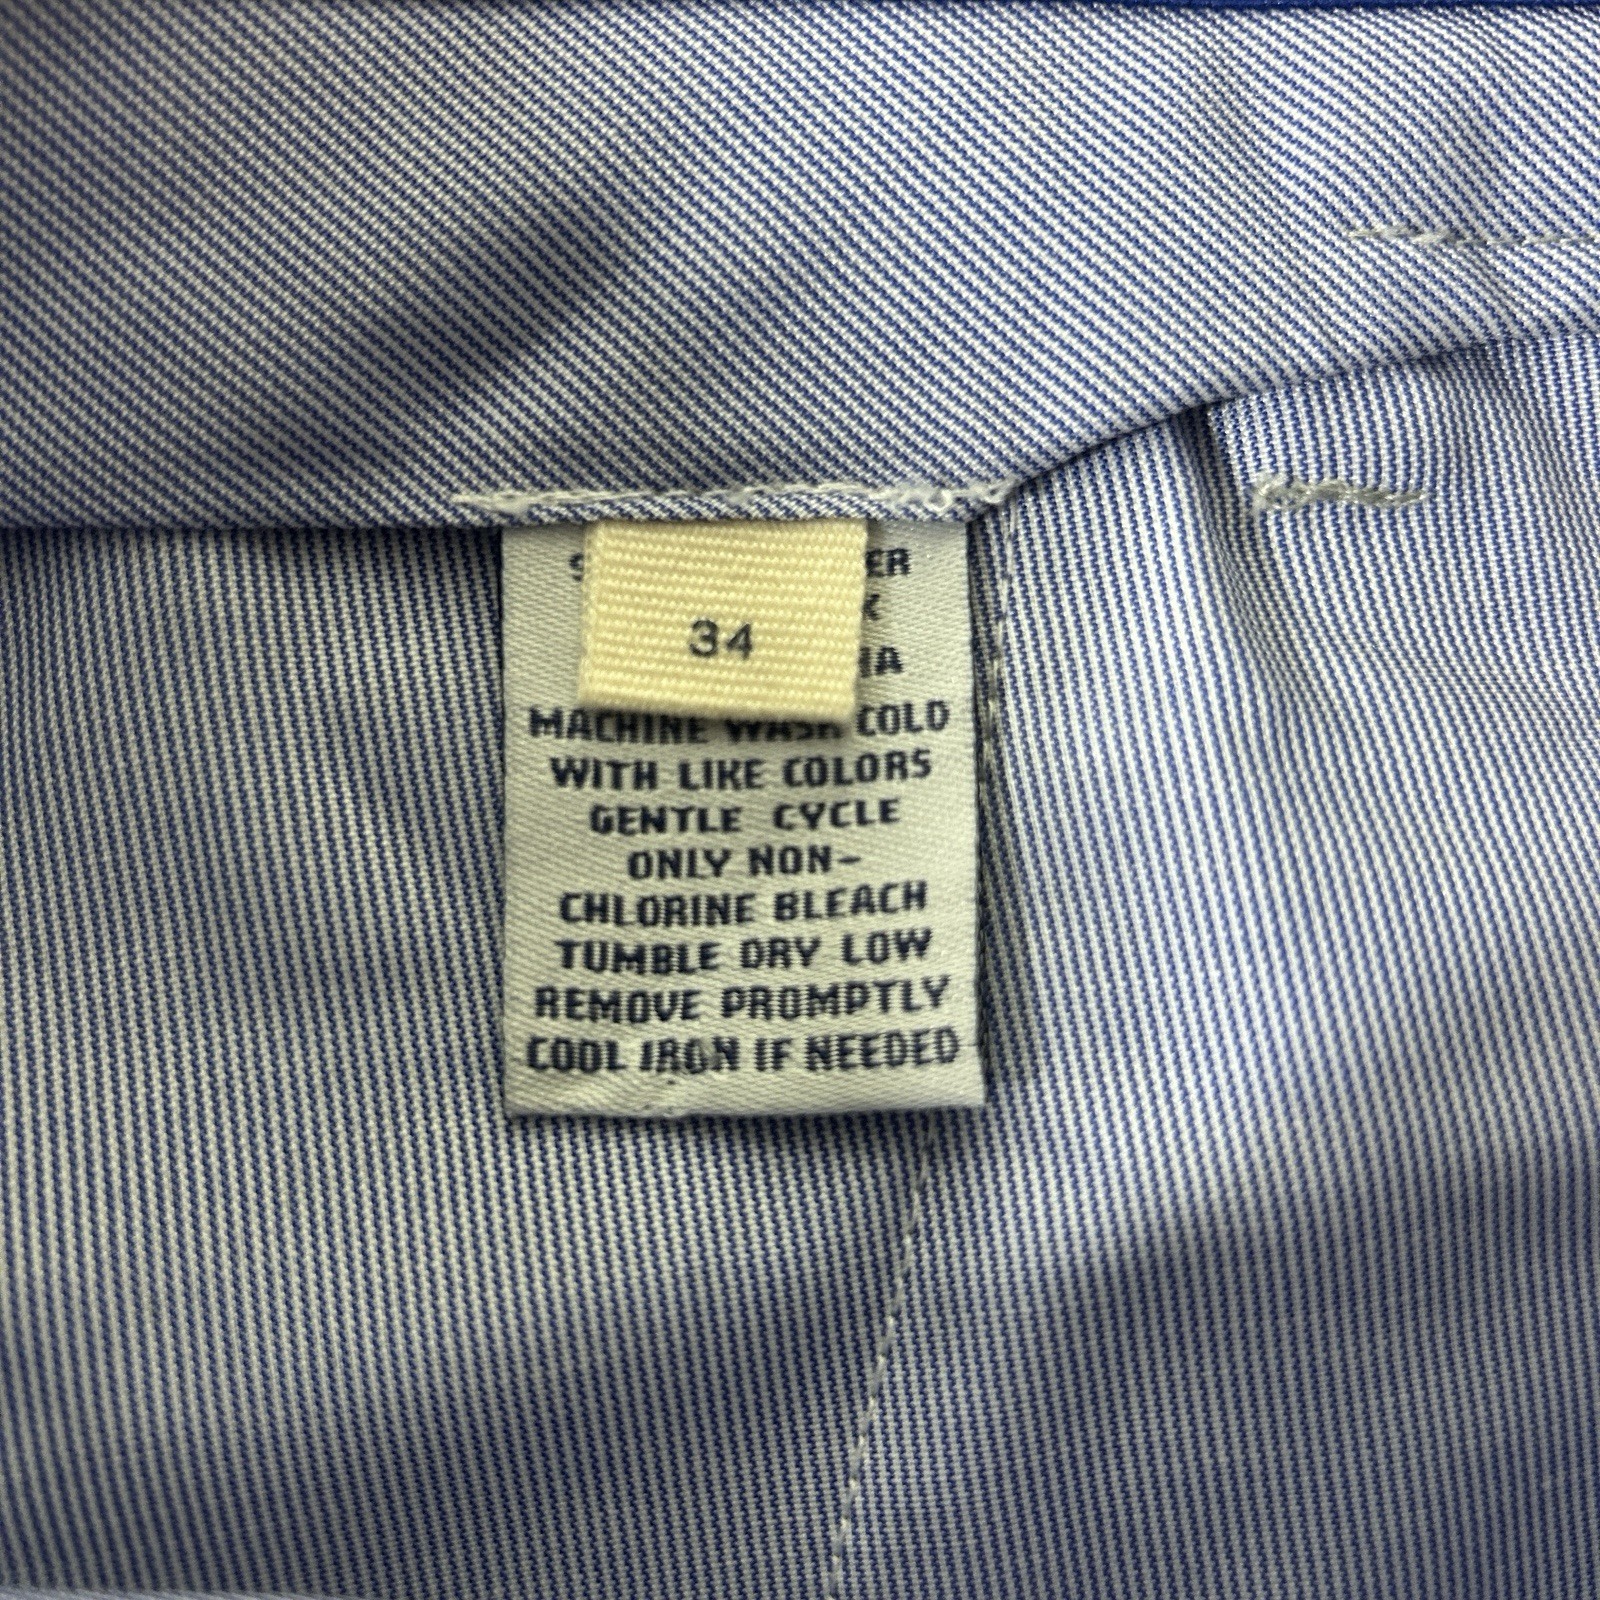 34
MACHINE WASH COLD
WITH LIKE COLORS
GENTLE CYCLE
ONLY NON-
CHLORINE BLEACH
TUMBLE DRY LOW
REMOVE PROMPTLY
COOL IRON IF NEEDED